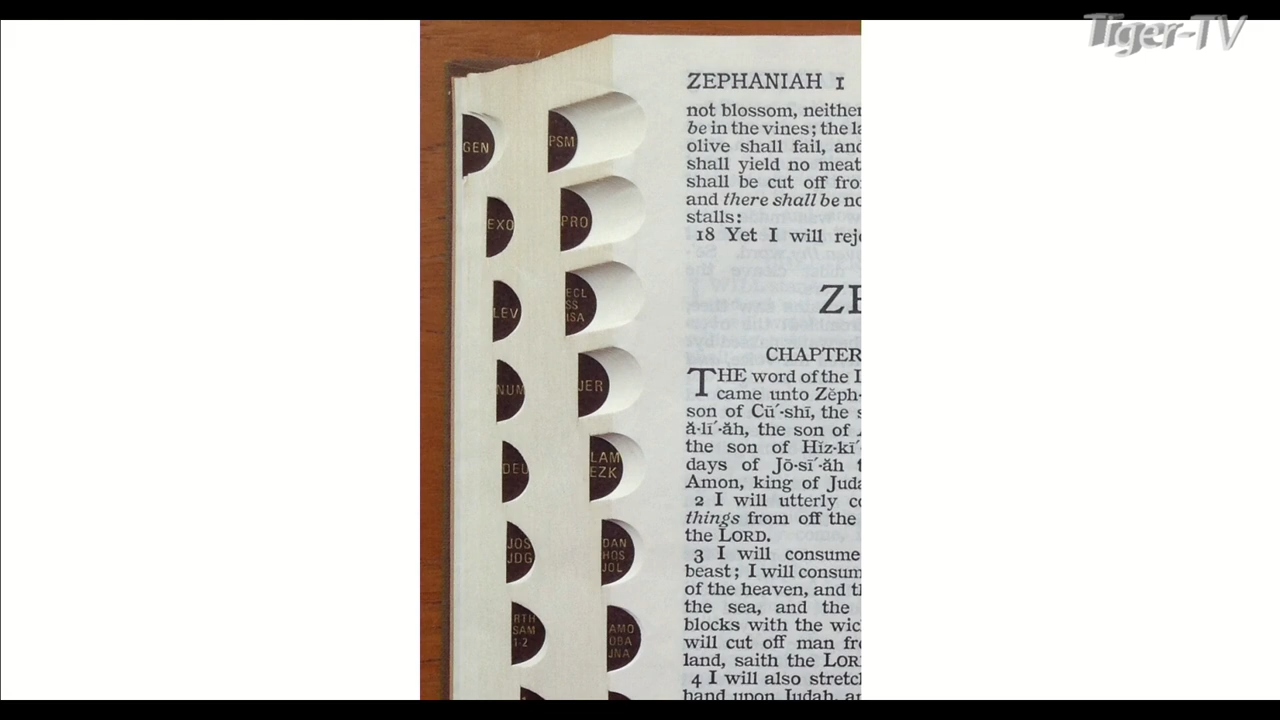 Tiger-TV
GEN
EXO
LEV
NUM
DEU
JOS
JDG
RTH
SAM
1-2
PSM
PRO
ECL
SS
ISA
JER
LAM
EZK
DAN
HOS
JOL
AMO
OBA
JNA
ZEPHANIAH 1
not blossom, neither
be in the vines; the la
olive shall fail, and
shall yield no meat
shall be cut off fro
and there shall be no
stalls:
18 Yet I will rej
ZE
CHAPTER
THE word of the L
came unto Zĕph-
son of Cū´-shī, the s
ă-lī´-ăh, the son of A
the son of Hĭz-kī´-
days of Jō-sī´-ăh
Amon, king of Juda
2 I will utterly co
things from off the
the LORD.
3 I will consume
beast; I will consum
of the heaven, and th
the sea, and the
blocks with the wic
will cut off man fro
land, saith the LOR
4 I will also stretch
hand upon Judah, an